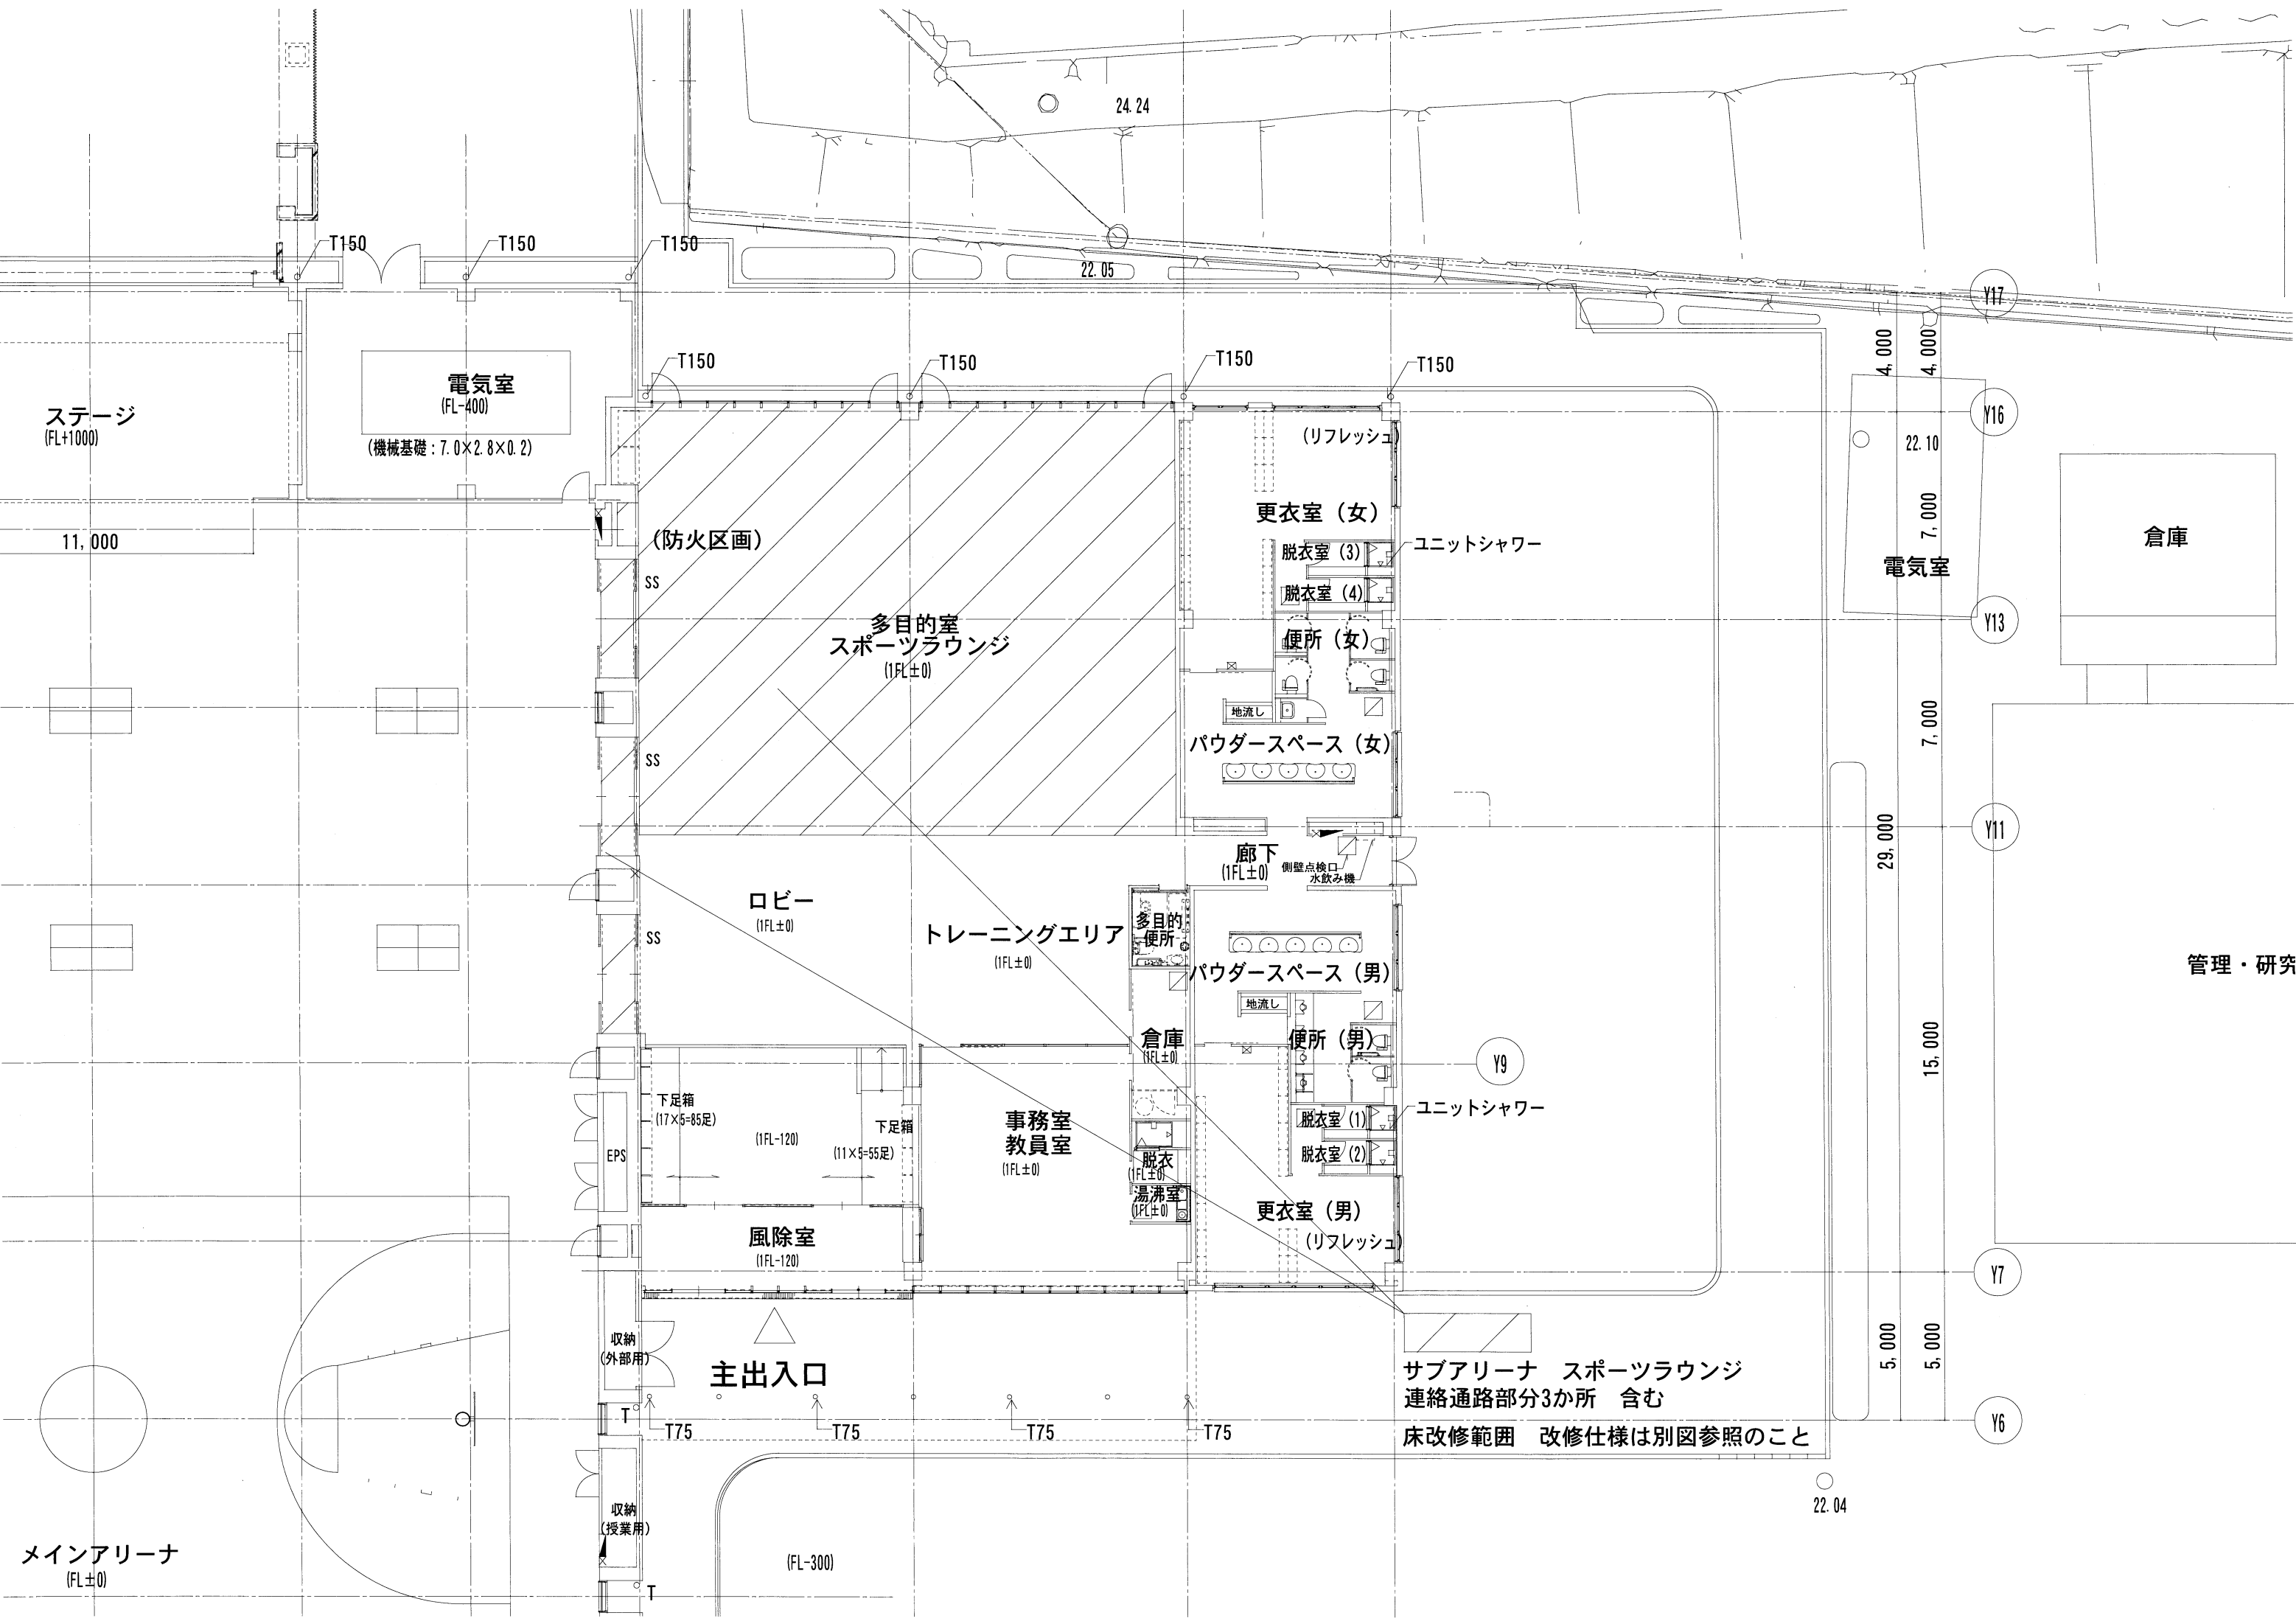 24.24
T150
T150
T150
22.05
Y17
4,000
4,000
T150
T150
T150
T150
電気室
(FL-400)
(機械基礎：7.0×2.8×0.2)
ステージ
(FL+1000)
Y16
22.10
(リフレッシュ)
更衣室（女）
7,000
倉庫
11,000
(防火区画)
脱衣室（3）
ユニットシャワー
電気室
SS
脱衣室（4）
多目的室
スポーツラウンジ
(1FL±0)
便所（女）
Y13
地流し
7,000
パウダースペース（女）
SS
Y11
29,000
廊下
(1FL±0)
側壁点検口
水飲み機
ロビー
(1FL±0)
トレーニングエリア
(1FL±0)
多目的
便所
SS
パウダースペース（男）
管理・研究
地流し
倉庫
(1FL±0)
便所（男）
15,000
Y9
下足箱
(17×5=85足)
(1FL-120)
下足箱
(11×5=55足)
事務室
教員室
(1FL±0)
脱衣室（1）
ユニットシャワー
EPS
脱衣室（2）
脱衣
(1FL±0)
湯沸室
(1FL±0)
更衣室（男）
(リフレッシュ)
風除室
(1FL-120)
Y7
収納
(外部用)
主出入口
5,000
5,000
サブアリーナ　スポーツラウンジ
連絡通路部分3か所　含む
床改修範囲　改修仕様は別図参照のこと
T
T75
T75
T75
T75
Y6
22.04
収納
(授業用)
メインアリーナ
(FL±0)
(FL-300)
T